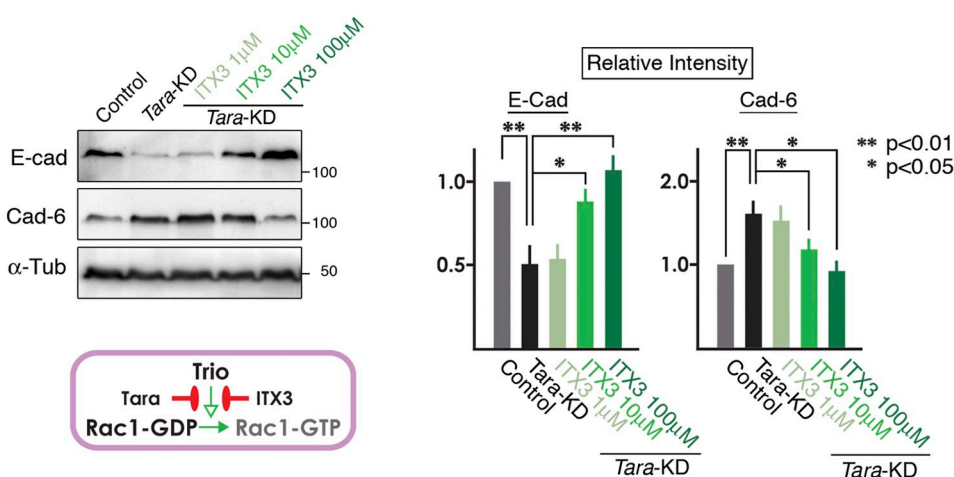 Control
Tara-KD
ITX3 1μM
ITX3 10μM
ITX3 100μM
Tara-KD
E-cad
100
Cad-6
100
α-Tub
50
Trio
Tara
ITX3
Rac1-GDP
Rac1-GTP
Relative Intensity
E-Cad
** **
*
1.0
0.5
Control
Tara-KD
ITX3 1μM
ITX3 10μM
ITX3 100μM
Tara-KD
Cad-6
** *
*
2.0
1.0
Control
Tara-KD
ITX3 1μM
ITX3 10μM
ITX3 100μM
Tara-KD
** p<0.01
* p<0.05